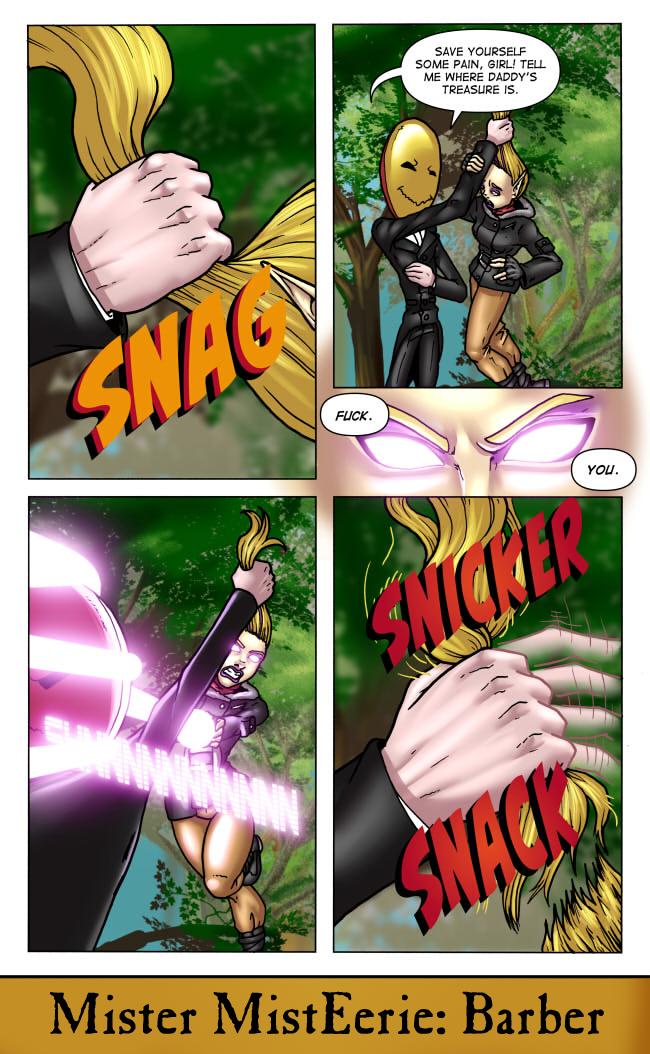 SNAG
SAVE YOURSELF
SOME PAIN, GIRL! TELL
ME WHERE DADDY'S
TREASURE IS.
FUCK.
YOU.
SNICKER
SNACK
Mister MistEerie: Barber